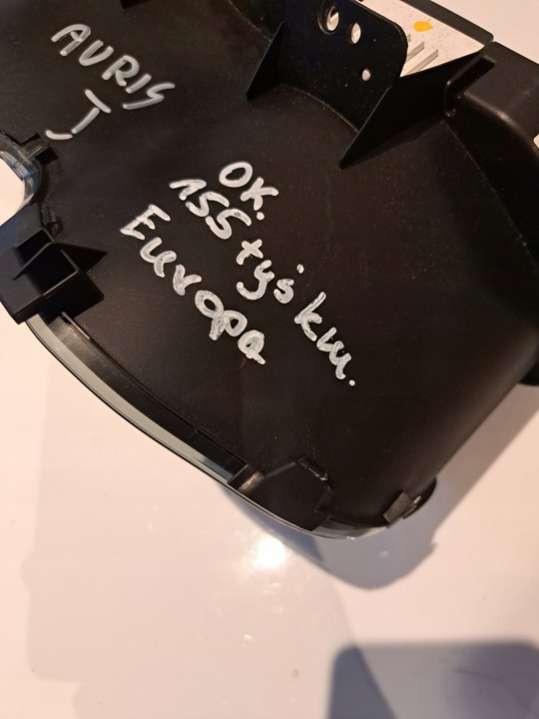 AURIS
J
OK.
155 tyś km.
Europa